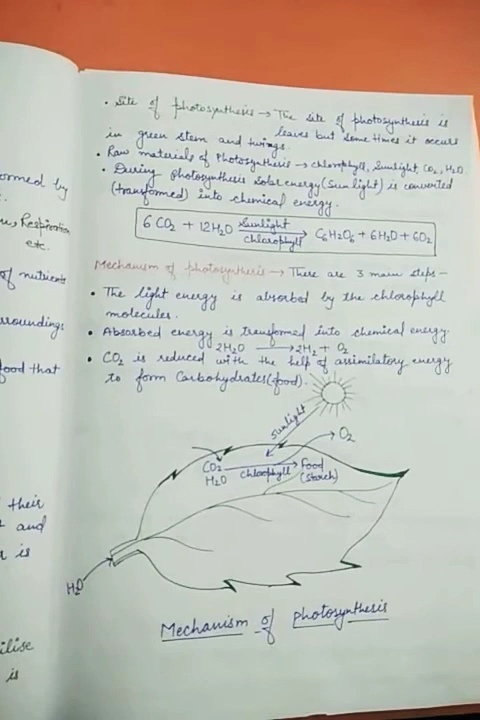 • Site of photosynthesis → The site of photosynthesis is
leaves but some times it occurs
in green stem and twings.
• Raw materials of Photosynthesis → chlorophyll, Sunlight, CO2, H2O.
• During photosynthesis solar energy (Sun light) is converted
(transformed) into chemical energy.
6 CO2 + 12H2O Sunlight → chlorophyll C6H12O6 + 6H2O + 6O2
Mechanism of photosynthesis → There are 3 main steps -
• The light energy is absorbed by the chlorophyll
molecules.
• Absorbed energy is transformed into chemical energy.
2H2O → 2H2 + O2
• CO2 is reduced with the help of assimilatory energy
to form Carbohydrates (food).
Sunlight
O2
CO2
H2O
chlorophyll
Food
(starch)
H2O
Mechanism of photosynthesis
ormed by
Respiration
etc.
of nutrients
rroundings
food that
their
and
is
ilise
is